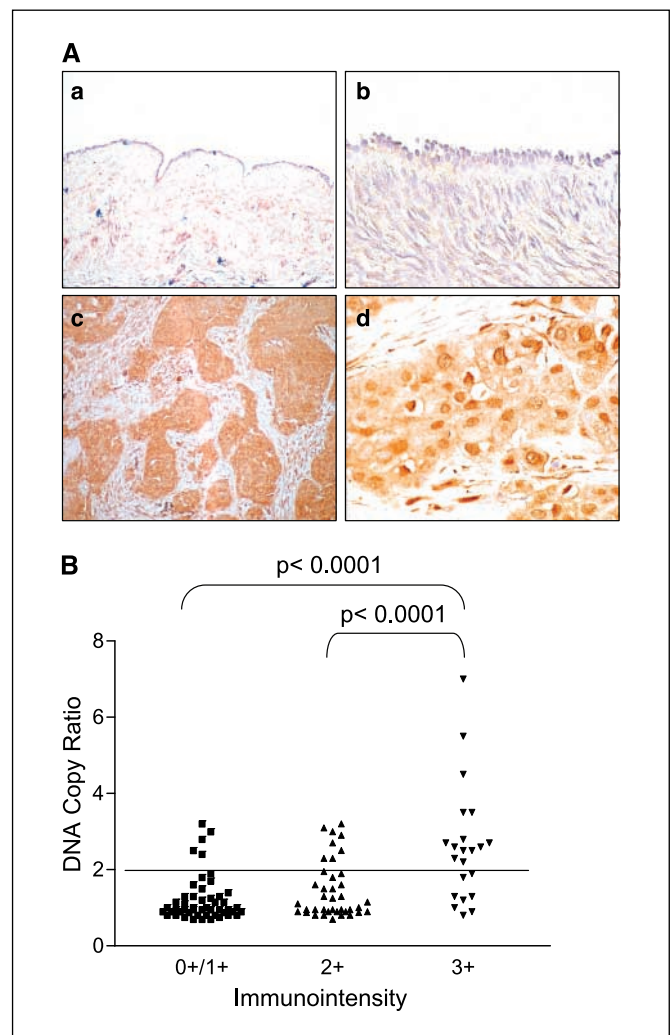 A
a
b
c
d
B
p< 0.0001
p< 0.0001
8
6
4
2
0
DNA Copy Ratio
0+/1+ 2+ 3+
Immunointensity